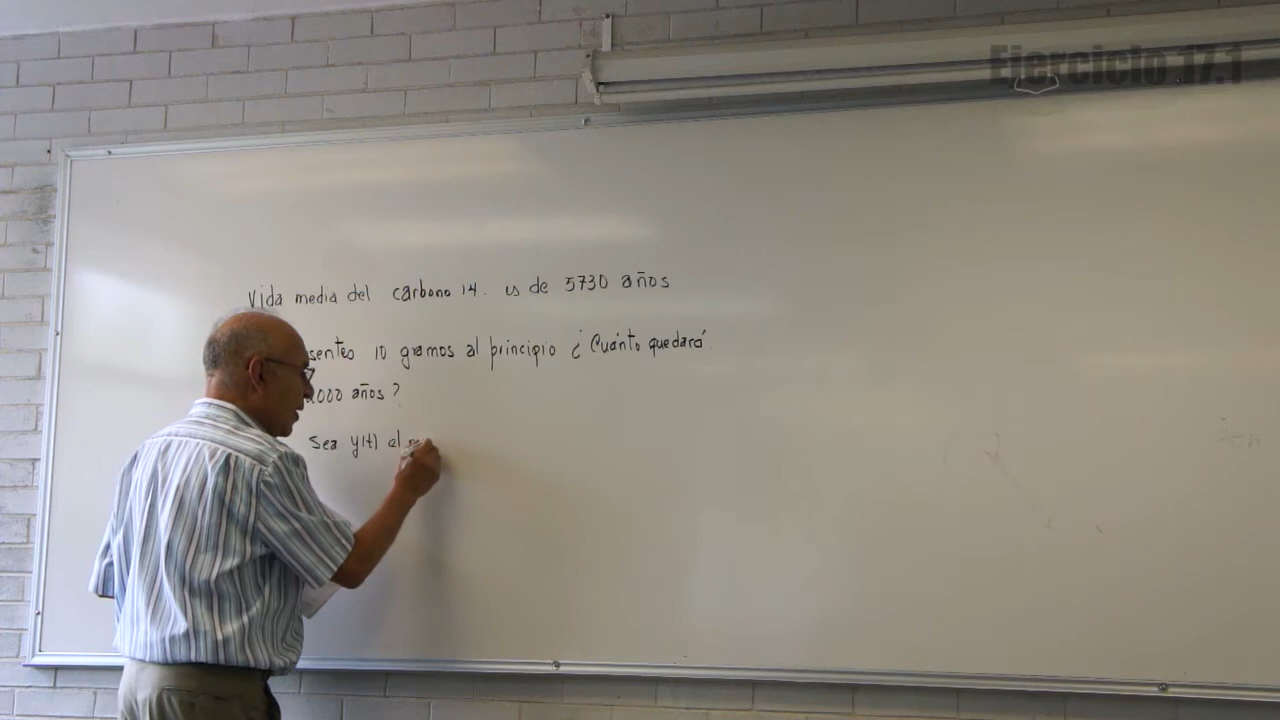 Ejercicio 17.1
Vida media del carbono 14. es de 5730 años
sentes 10 gramos al principio ¿Cuánto quedará
000 años?
Sea y(t) el